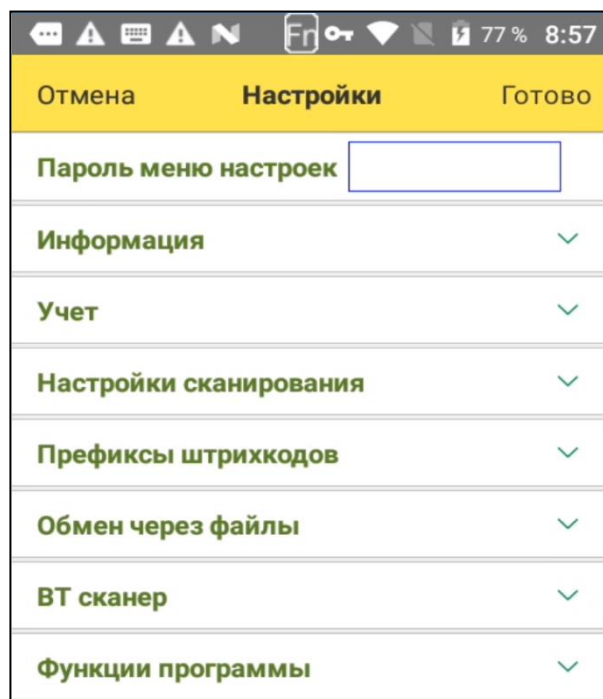 Fn 77 % 8:57
Отмена Настройки Готово
Пароль меню настроек
Информация
Учет
Настройки сканирования
Префиксы штрихкодов
Обмен через файлы
ВТ сканер
Функции программы